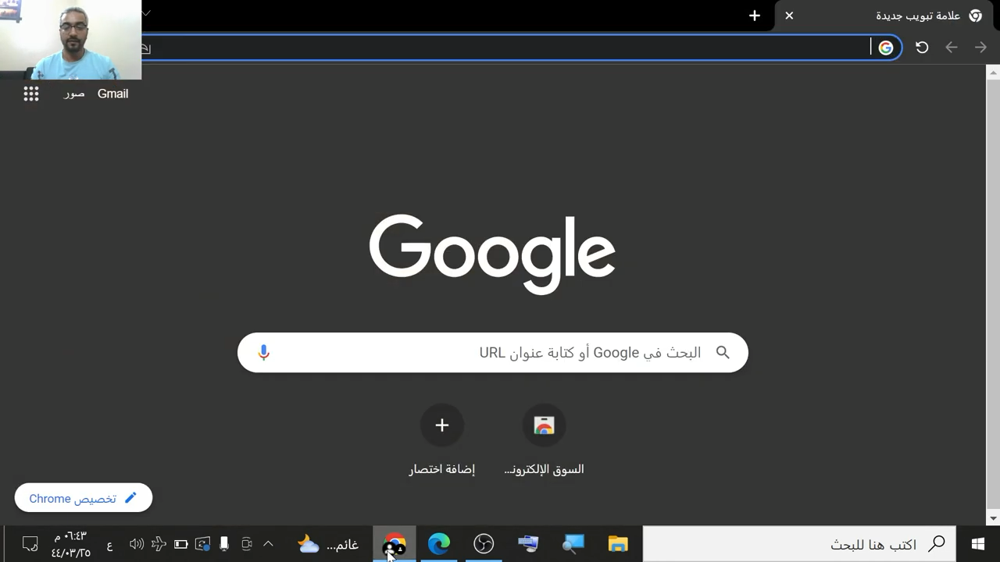 علامة تبويب جديدة
Gmail
صور
Google
البحث في Google أو كتابة عنوان URL
السوق الإلكترونـ...
إضافة اختصار
تخصيص Chrome
اكتب هنا للبحث
غائم...
ع
٠٦:٤٣ م
٤٤/٠٣/٢٥